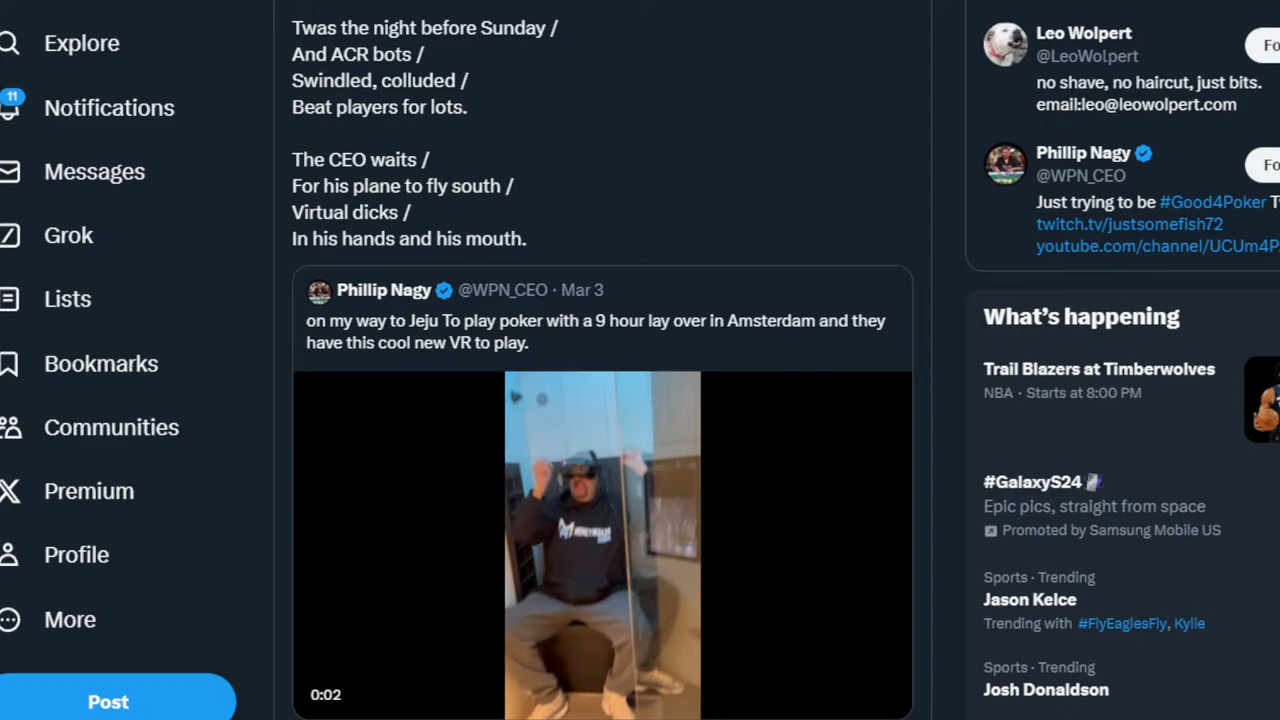 Explore
11
Notifications
Messages
Grok
Lists
Bookmarks
Communities
Premium
Profile
More
Post
Twas the night before Sunday /
And ACR bots /
Swindled, colluded /
Beat players for lots.
The CEO waits /
For his plane to fly south /
Virtual dicks /
In his hands and his mouth.
Phillip Nagy @WPN_CEO · Mar 3
on my way to Jeju To play poker with a 9 hour lay over in Amsterdam and they
have this cool new VR to play.
0:02
Leo Wolpert
@LeoWolpert
Fo
no shave, no haircut, just bits.
email:leo@leowolpert.com
Phillip Nagy
@WPN_CEO
Fo
Just trying to be #Good4Poker T
twitch.tv/justsomefish72
youtube.com/channel/UCUm4P
What's happening
Trail Blazers at Timberwolves
NBA · Starts at 8:00 PM
#GalaxyS24
Epic pics, straight from space
Promoted by Samsung Mobile US
Sports · Trending
Jason Kelce
Trending with #FlyEaglesFly, Kylie
Sports · Trending
Josh Donaldson